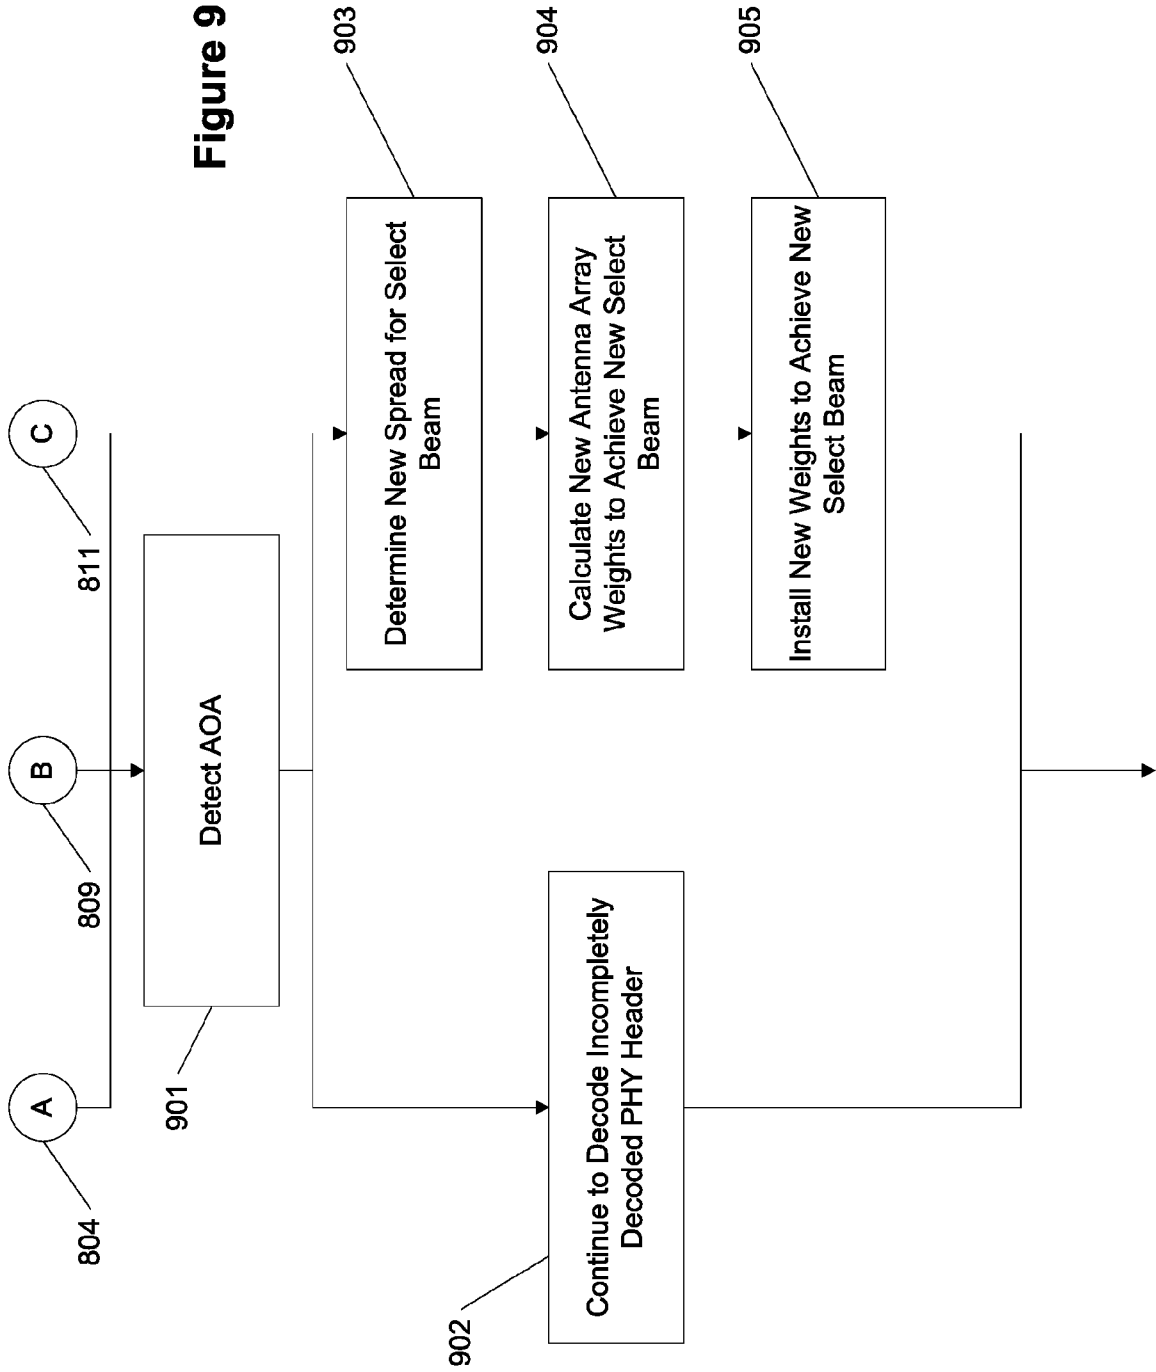 Figure 9
A
B
C
804
809
811
Detect AOA
901
Continue to Decode Incompletely
Decoded PHY Header
902
Determine New Spread for Select
Beam
903
Calculate New Antenna Array
Weights to Achieve New Select
Beam
904
Install New Weights to Achieve New
Select Beam
905